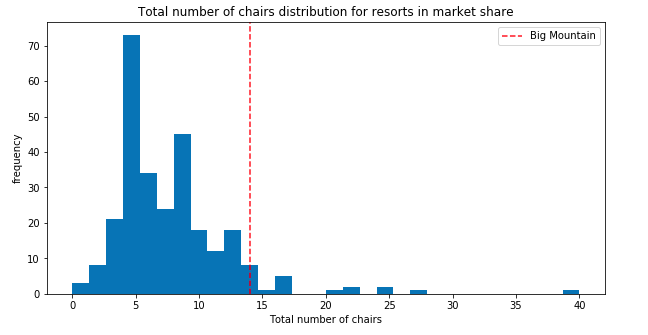 Total number of chairs distribution for resorts in market share
Big Mountain
frequency
70
60
50
40
30
20
10
0
0 5 10 15 20 25 30 35 40
Total number of chairs